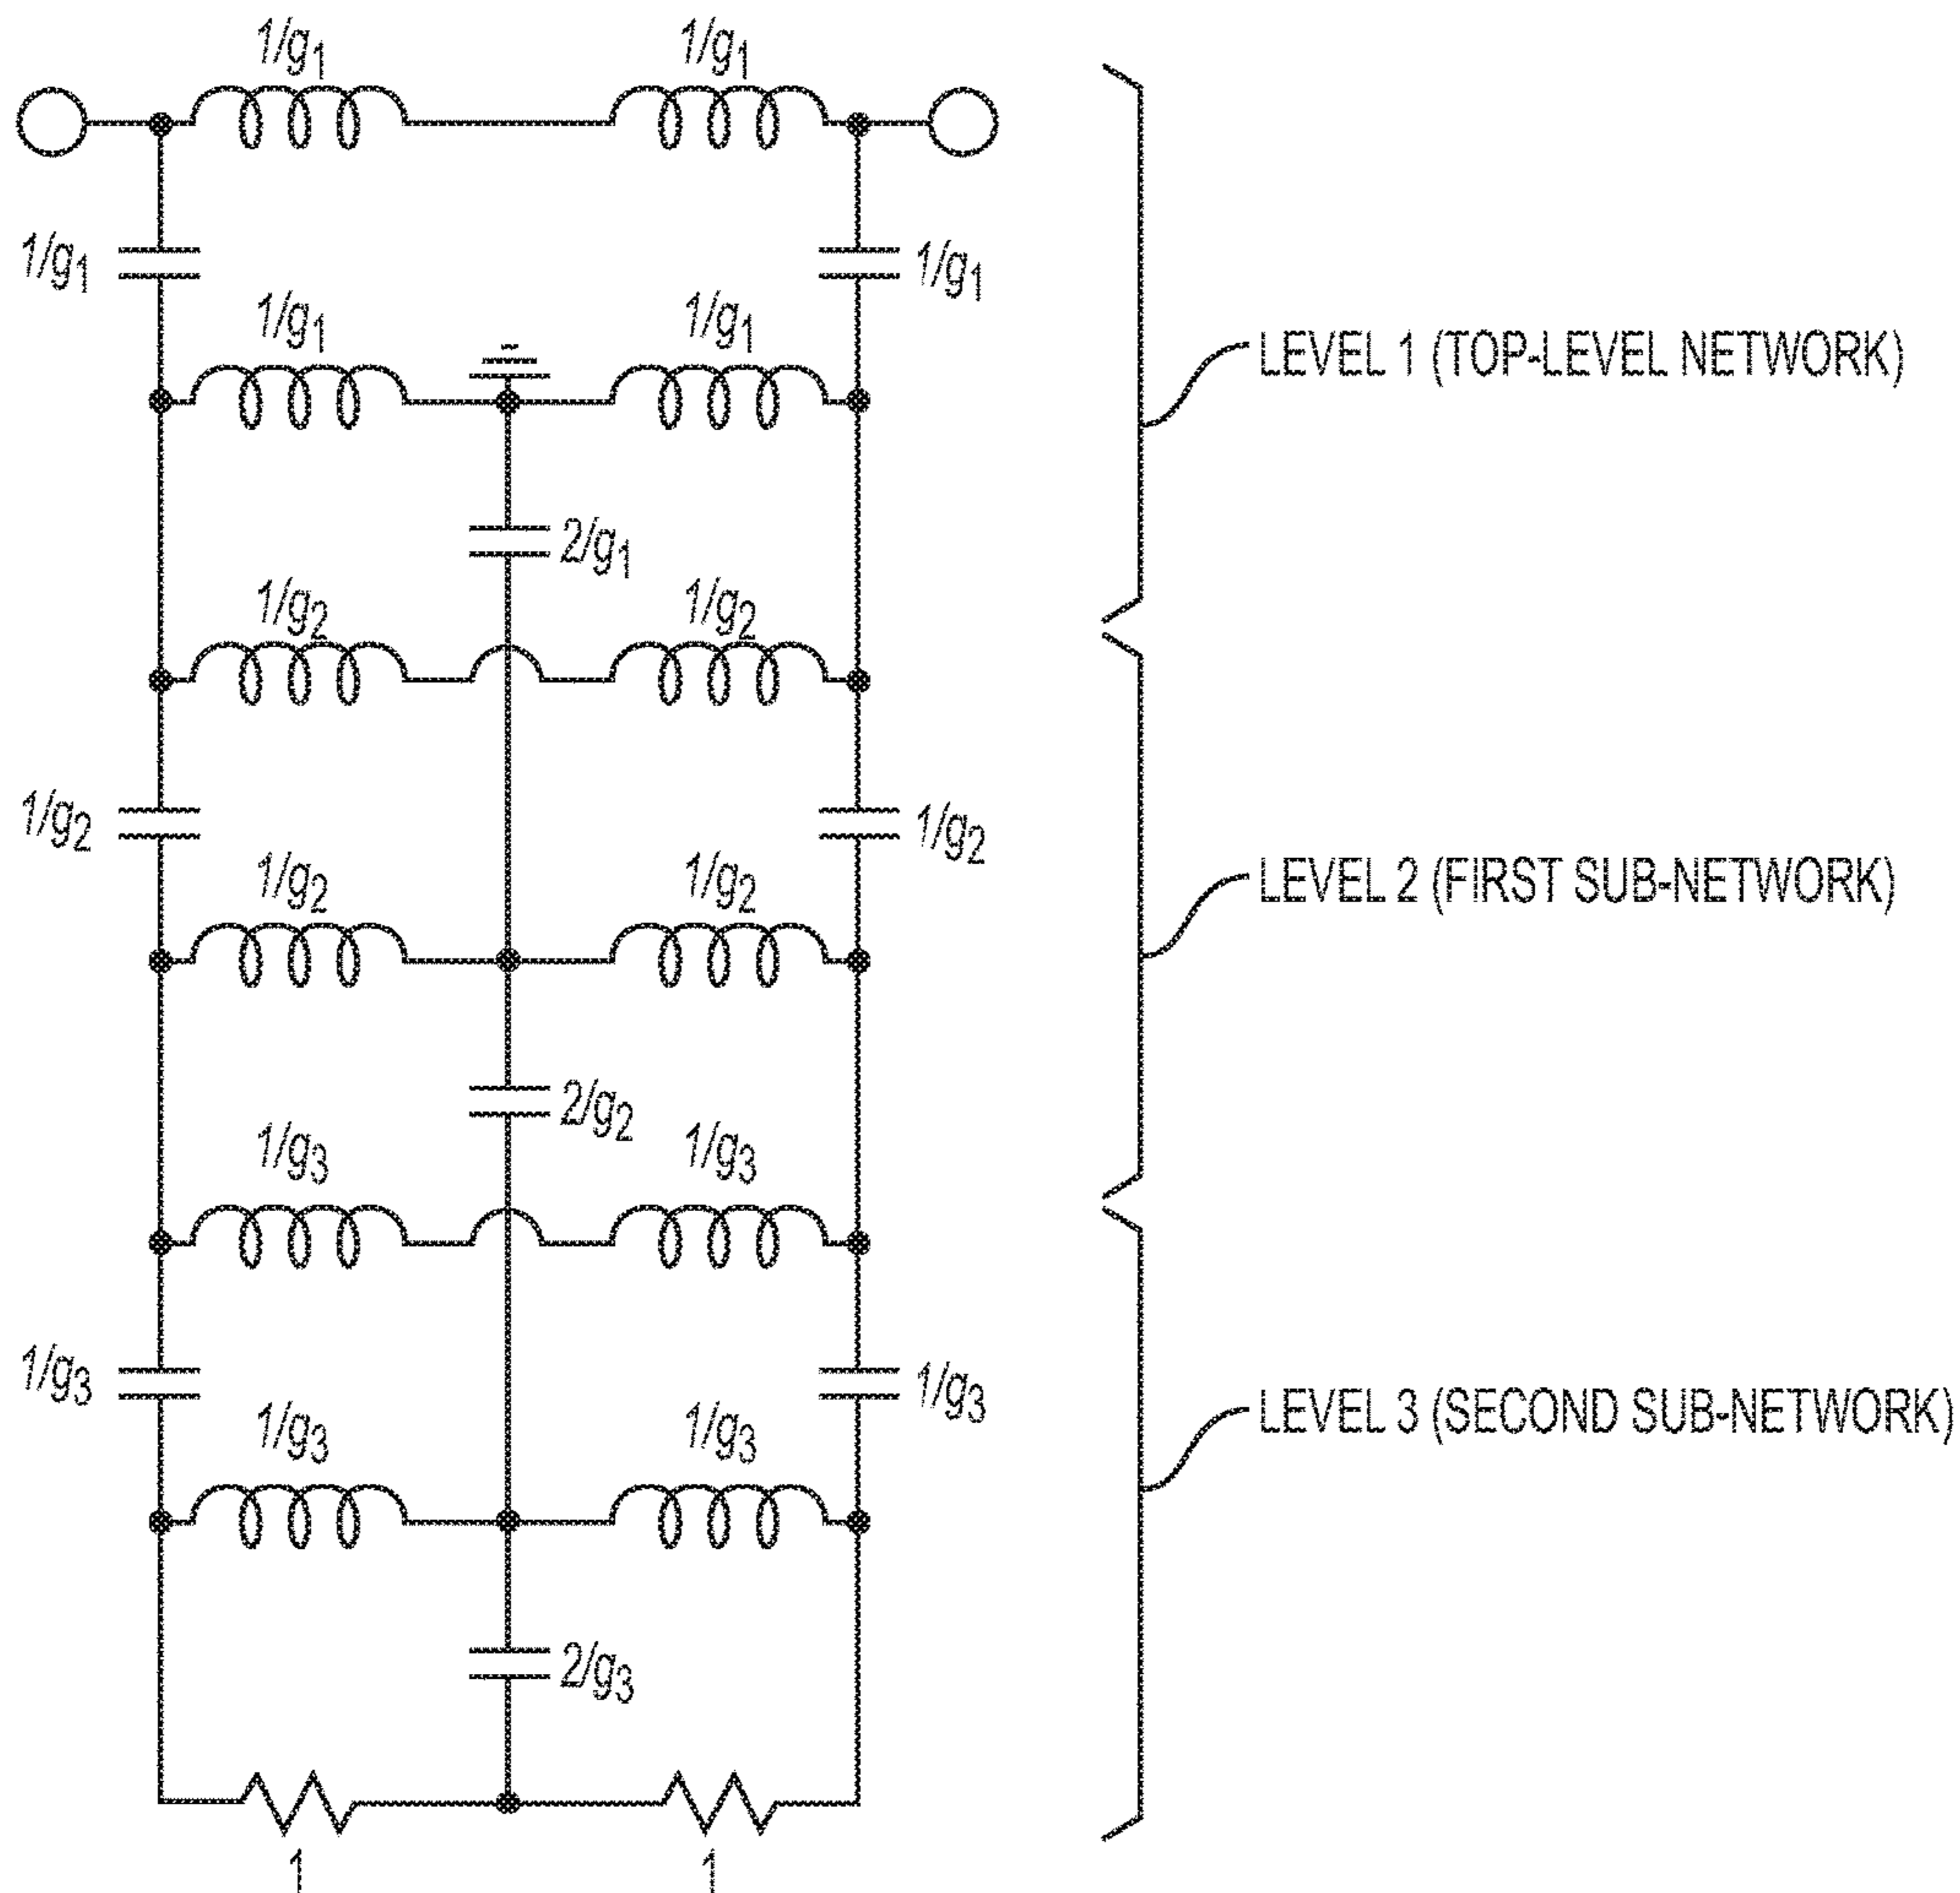 1/g1 1/g1
1/g1 1/g1
1/g1 1/g1
LEVEL 1 (TOP-LEVEL NETWORK)
2/g1
1/g2 1/g2
1/g2 1/g2
1/g2 1/g2
LEVEL 2 (FIRST SUB-NETWORK)
2/g2
1/g3 1/g3
1/g3 1/g3
1/g3 1/g3
LEVEL 3 (SECOND SUB-NETWORK)
2/g3
1 1